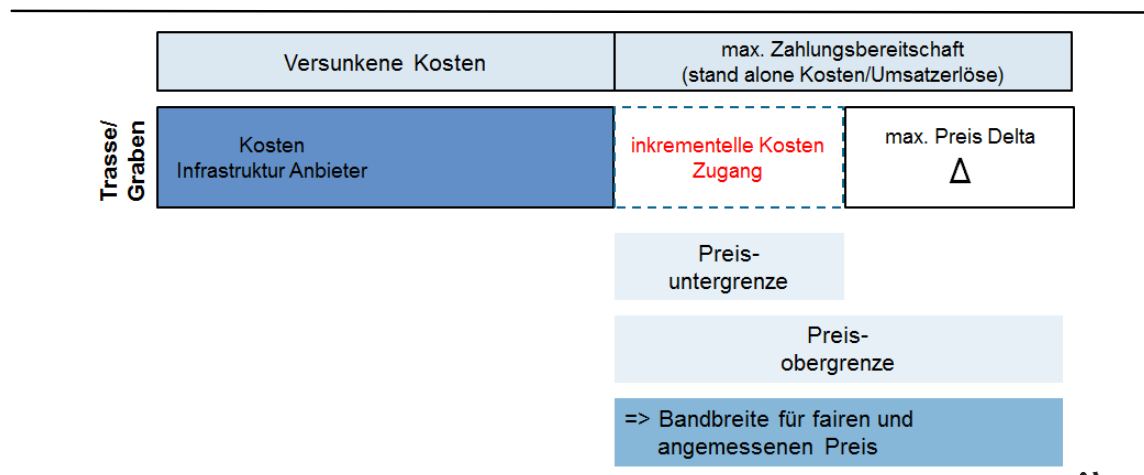 Versunkene Kosten
max. Zahlungsbereitschaft
(stand alone Kosten/Umsatzerlöse)
Trasse/
Graben
Kosten
Infrastruktur Anbieter
inkrementelle Kosten
Zugang
max. Preis Delta
Δ
Preis-
untergrenze
Preis-
obergrenze
=> Bandbreite für fairen und
angemessenen Preis